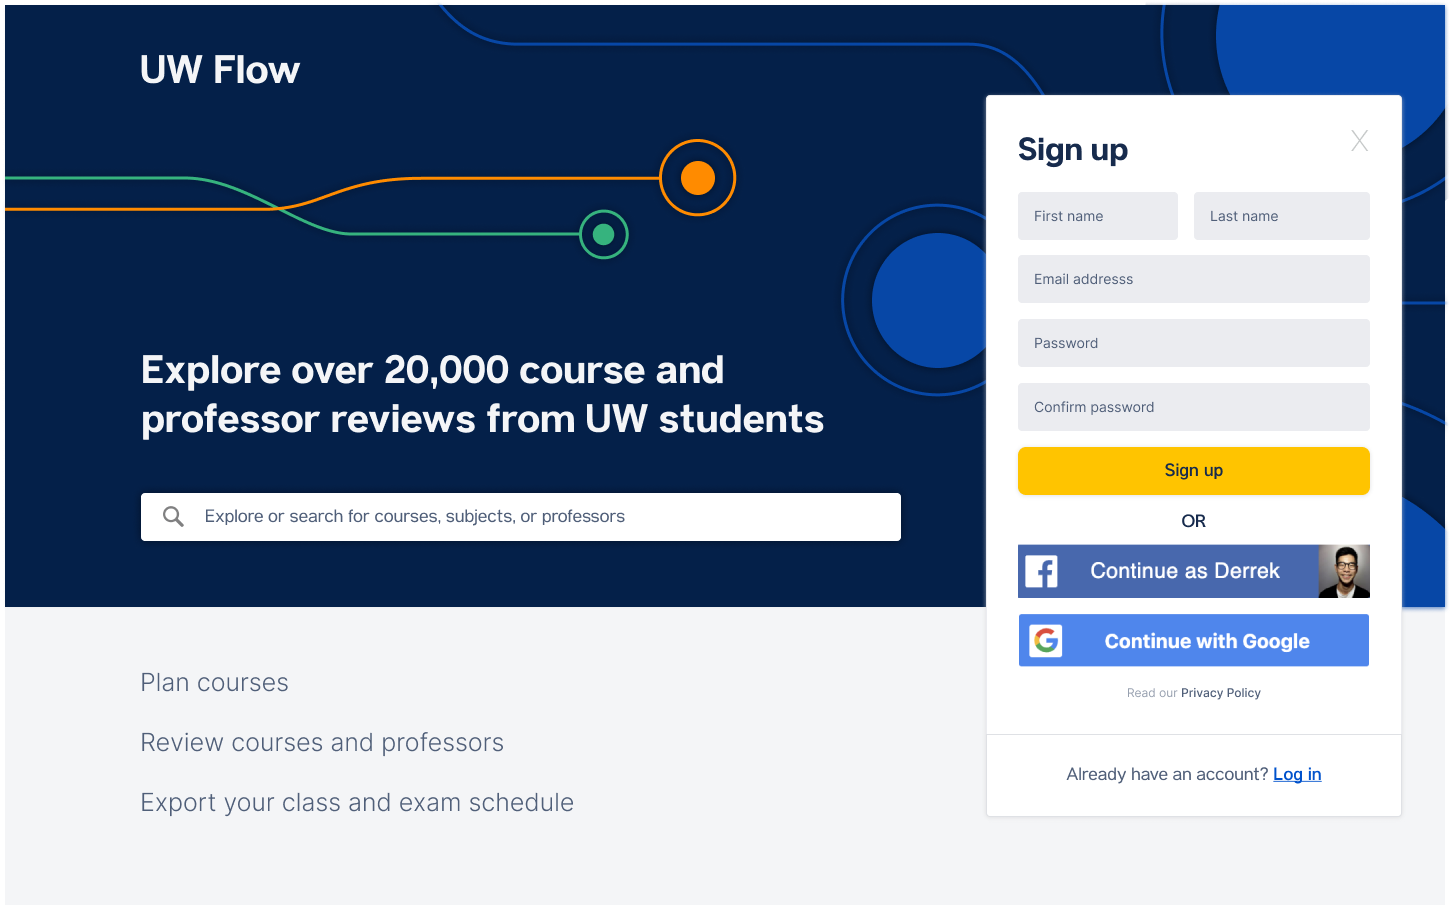 UW Flow
Explore over 20,000 course and
professor reviews from UW students
Explore or search for courses, subjects, or professors
Plan courses
Review courses and professors
Export your class and exam schedule
Sign up
X
First name
Last name
Email addresss
Password
Confirm password
Sign up
OR
Continue as Derrek
Continue with Google
Read our Privacy Policy
Already have an account? Log in